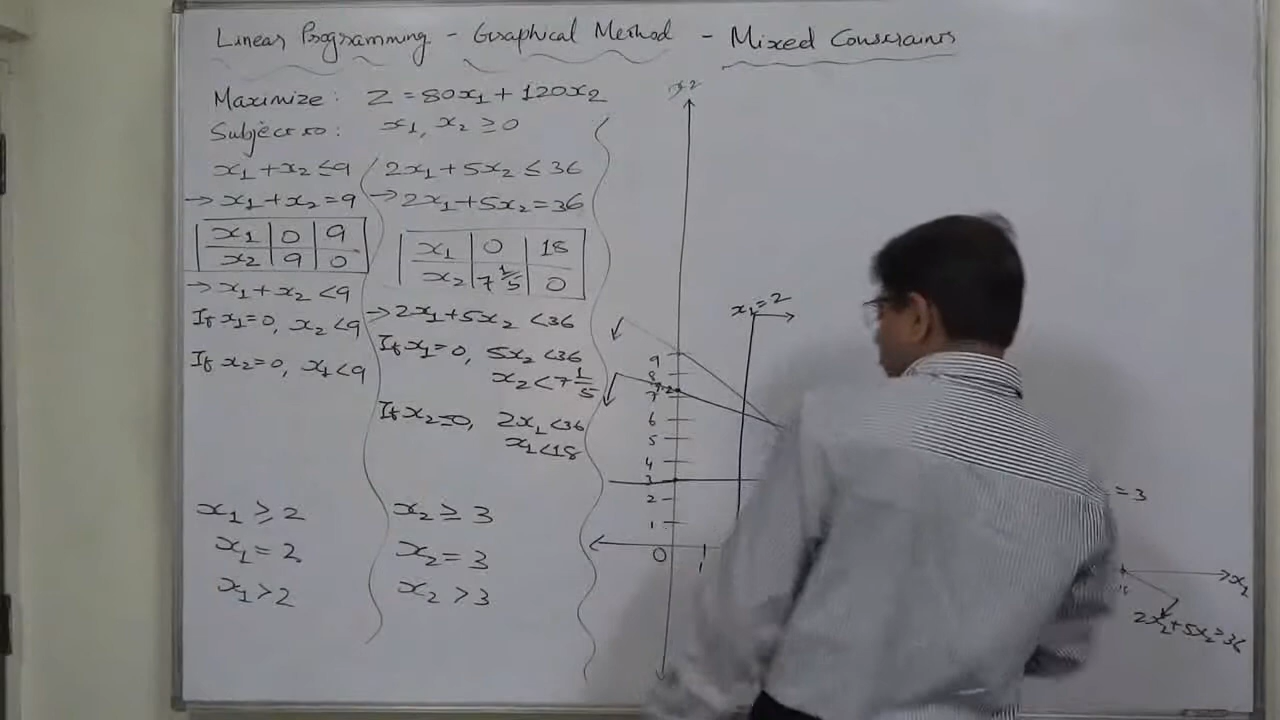 Linear Programming - Graphical Method - Mixed Constraints
Maximize: Z = 80x1 + 120x2
Subject to: x1, x2 ≥ 0
x1 + x2 ≤ 9
→ x1 + x2 = 9
x1 | 0 | 9
x2 | 9 | 0
→ x1 + x2 < 9
If x1 = 0, x2 < 9
If x2 = 0, x1 < 9
x1 ≥ 2
x1 = 2
x1 > 2
2x1 + 5x2 ≤ 36
→ 2x1 + 5x2 = 36
x1 | 0 | 18
x2 | 7 1/5 | 0
→ 2x1 + 5x2 < 36
If x1 = 0, 5x2 < 36
x2 < 7 1/5
If x2 = 0, 2x1 < 36
x1 < 18
x2 ≥ 3
x2 = 3
x2 > 3
x2
x1 = 2
9
8
7.2
7
6
5
4
3
2
1
0
1
= 3
18
x1
2x1 + 5x2 = 36